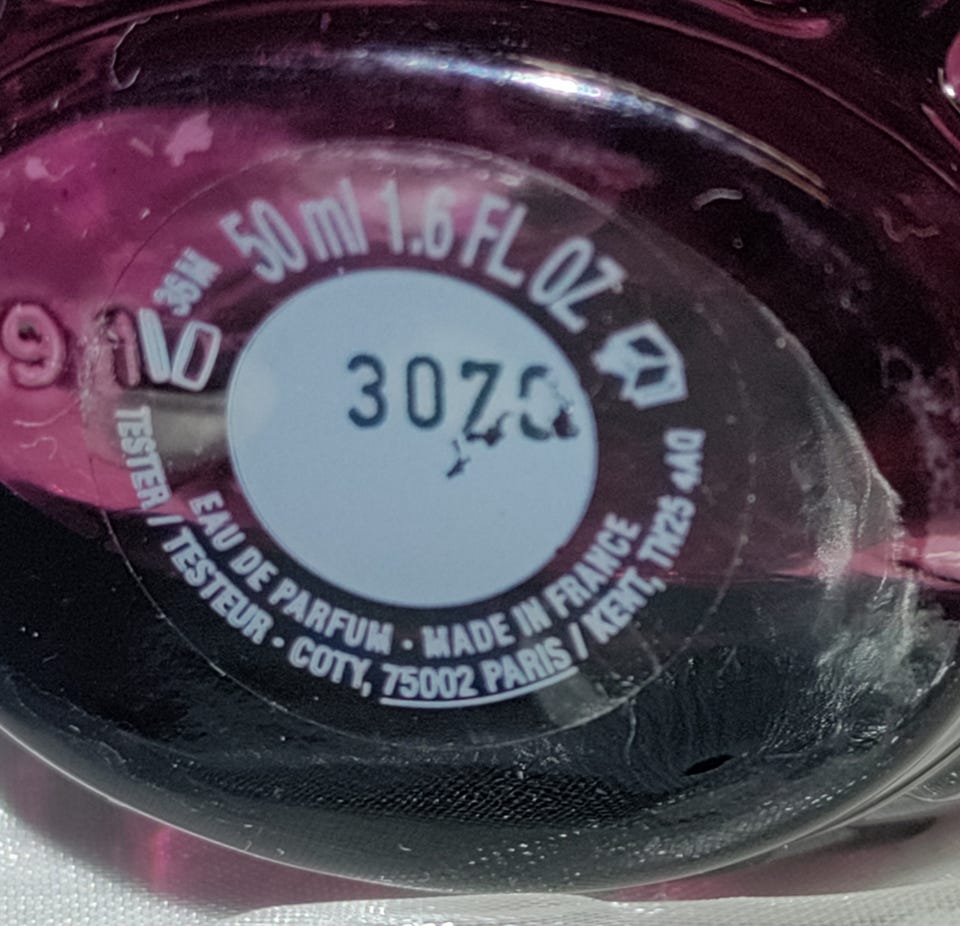 50 ml 1.6 FL. OZ
36M
91
307
TESTER / TESTEUR · COTY, 75002 PARIS / KENT, TN25 4AQ
EAU DE PARFUM · MADE IN FRANCE